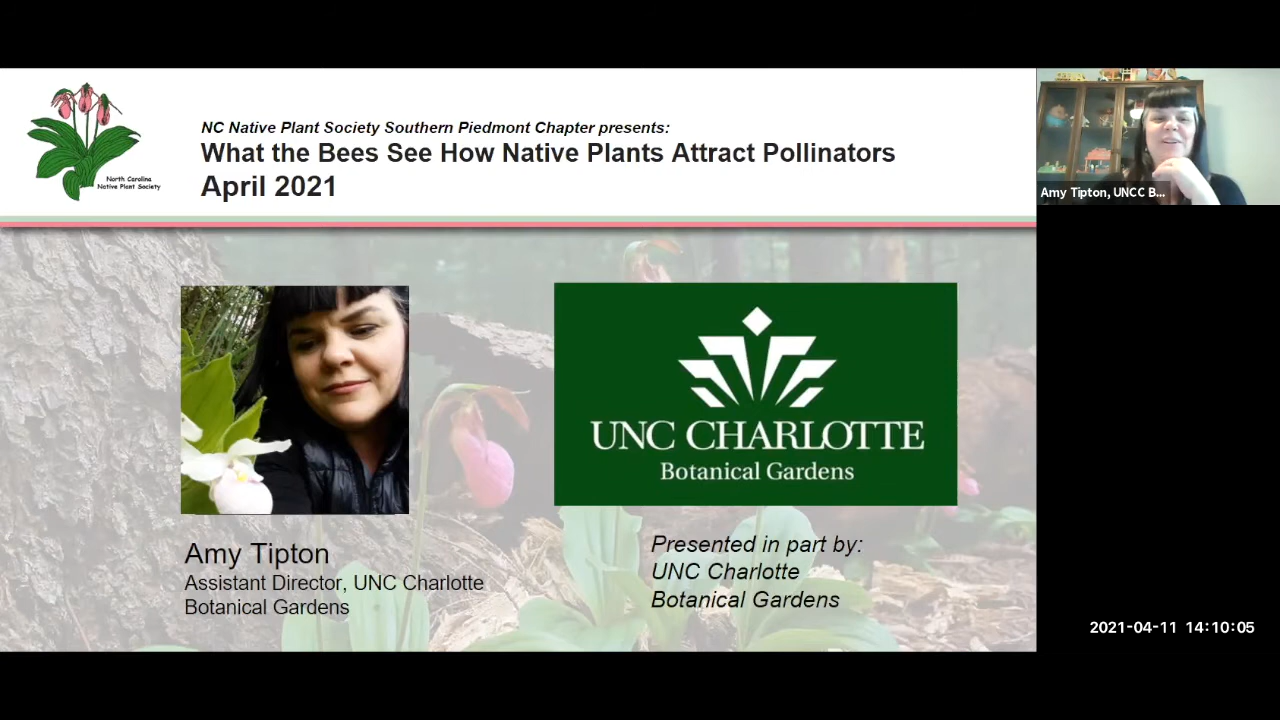 NC Native Plant Society Southern Piedmont Chapter presents:
What the Bees See How Native Plants Attract Pollinators
April 2021
North Carolina
Native Plant Society
Amy Tipton, UNCC B...
UNC CHARLOTTE
Botanical Gardens
Amy Tipton
Assistant Director, UNC Charlotte
Botanical Gardens
Presented in part by:
UNC Charlotte
Botanical Gardens
2021-04-11 14:10:05